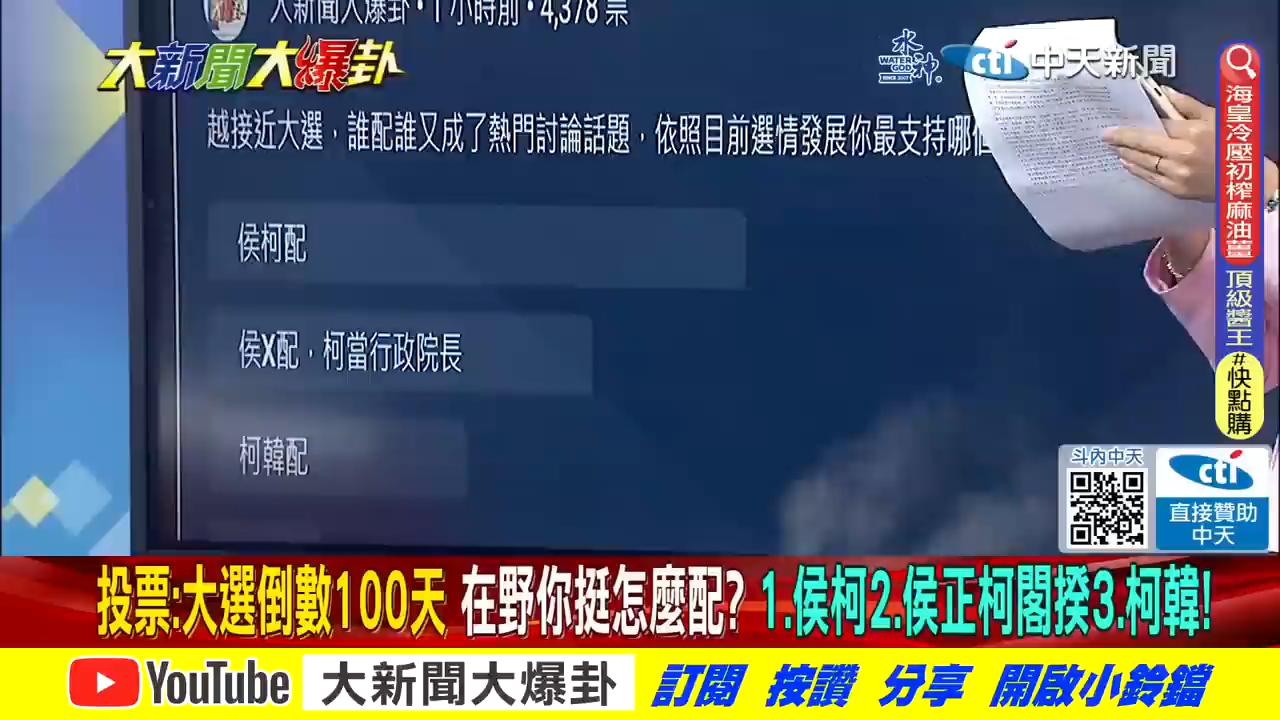 大新聞大爆卦 • 1 小時前 • 4,378 票
大新聞大爆卦
水神
WATER GOD
SINCE 2007
cti 中天新聞
越接近大選，誰配誰又成了熱門討論話題，依照目前選情發展你最支持哪個
侯柯配
侯X配，柯當行政院長
柯韓配
海皇冷壓初榨麻油薑
頂級醬王
#快點購
斗內中天
cti
直接贊助
中天
投票:大選倒數100天 在野你挺怎麼配? 1.侯柯2.侯正柯閣揆3.柯韓!
YouTube 大新聞大爆卦 訂閱 按讚 分享 開啟小鈴鐺